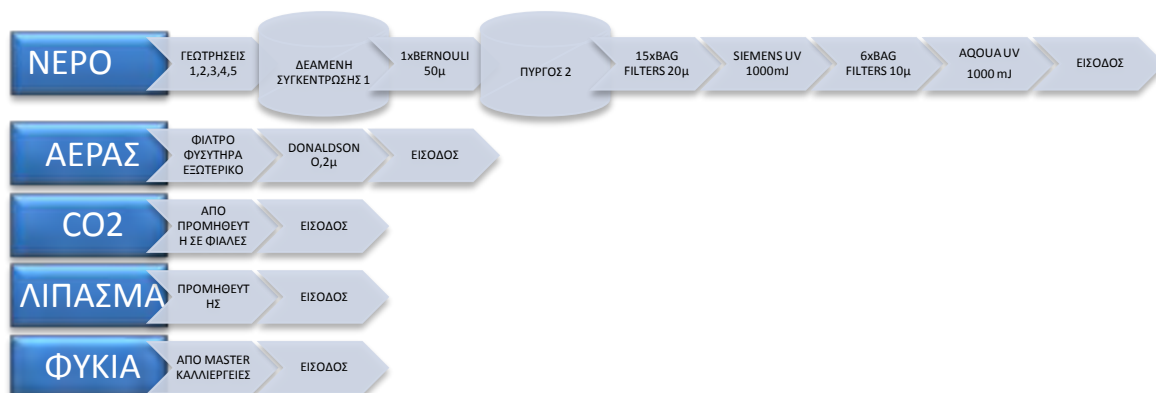 ΝΕΡΟ
ΓΕΩΤΡΗΣΕΙΣ
1,2,3,4,5
ΔΕΑΜΕΝΗ
ΣΥΓΚΕΝΤΡΩΣΗΣ 1
1xBERNOULI
50μ
ΠΥΡΓΟΣ 2
15xBAG
FILTERS 20μ
SIEMENS UV
1000mJ
6xBAG
FILTERS 10μ
AQOUA UV
1000 mJ
ΕΙΣΟΔΟΣ
ΑΕΡΑΣ
ΦΙΛΤΡΟ
ΦΥΣΥΤΗΡΑ
ΕΞΩΤΕΡΙΚΟ
DONALDSON
O,2μ
ΕΙΣΟΔΟΣ
CO2
ΑΠΟ
ΠΡΟΜΗΘΕΥΤ
Η ΣΕ ΦΙΑΛΕΣ
ΕΙΣΟΔΟΣ
ΛΙΠΑΣΜΑ
ΠΡΟΜΗΘΕΥΤ
ΗΣ
ΕΙΣΟΔΟΣ
ΦΥΚΙΑ
ΑΠΟ MASTER
ΚΑΛΛΙΕΡΓΕΙΕΣ
ΕΙΣΟΔΟΣ